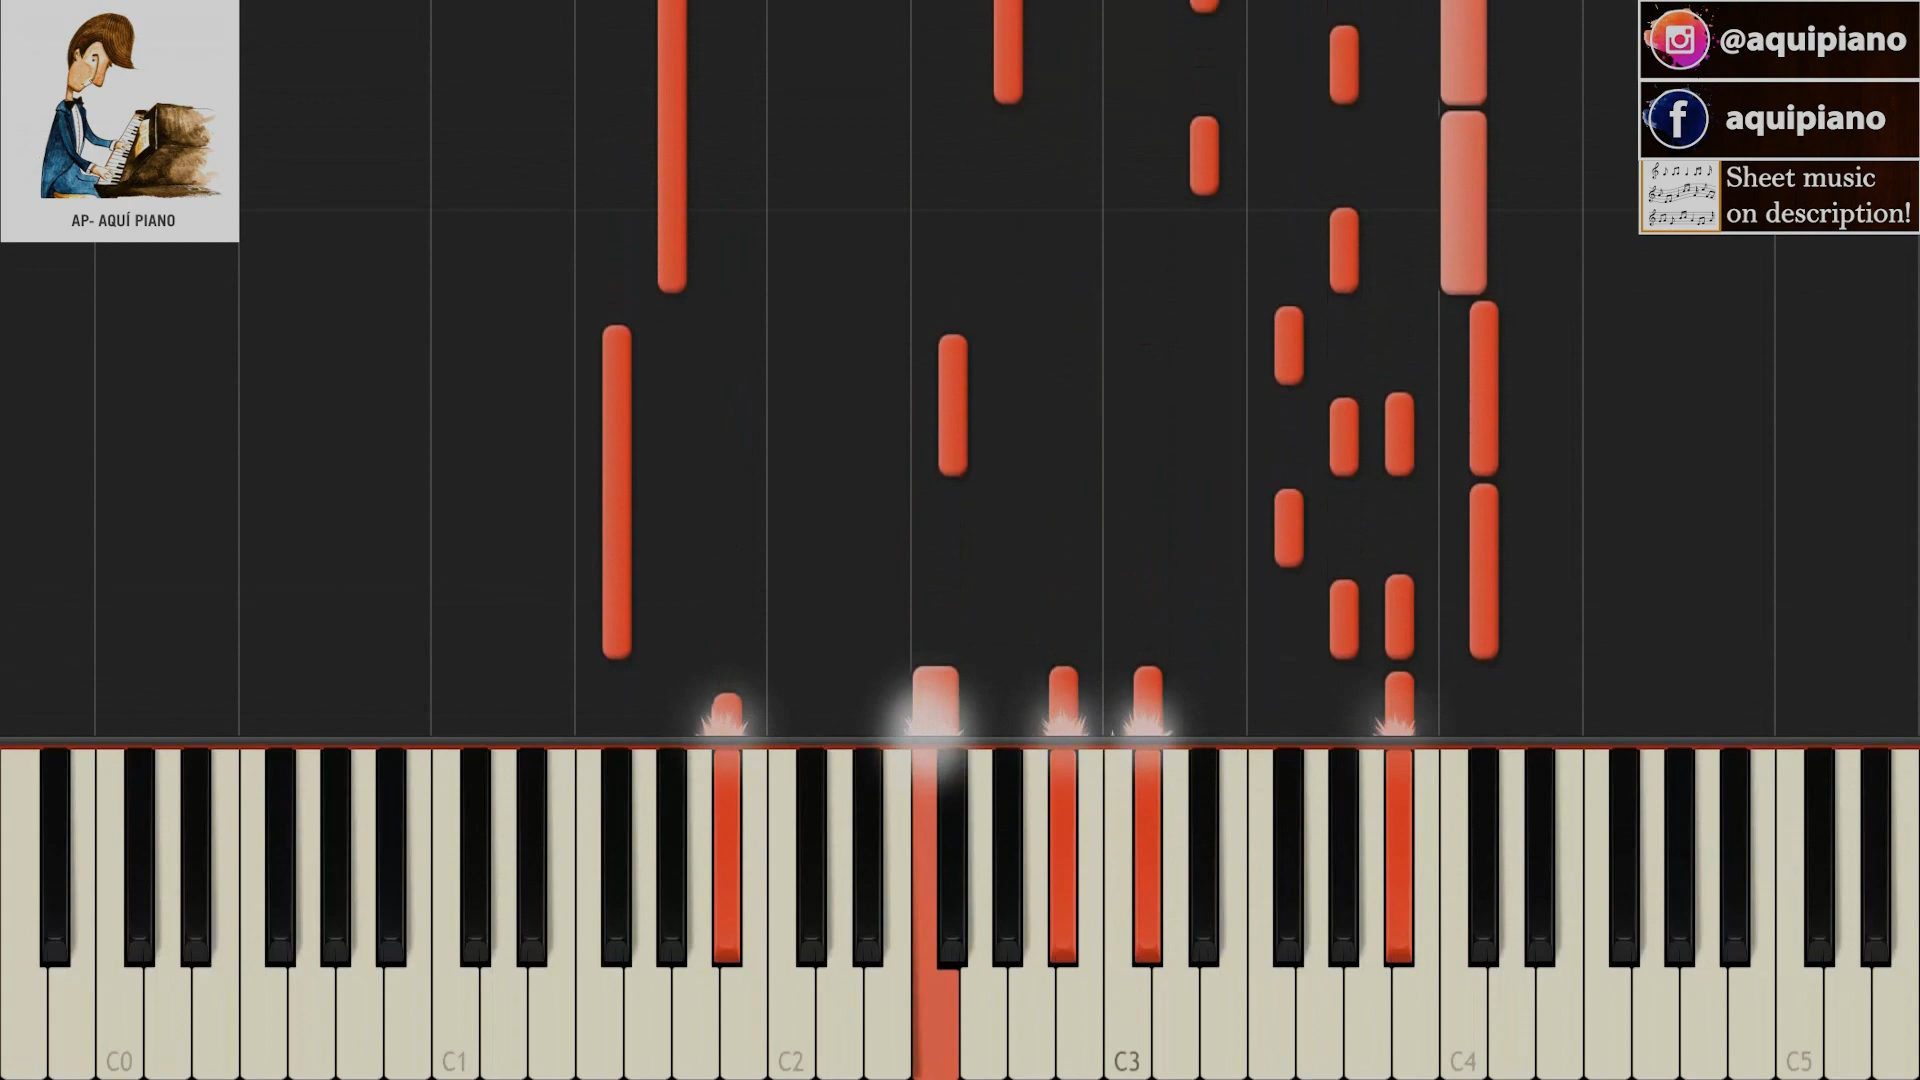 AP- AQUÍ PIANO
@aquipiano
aquipiano
Sheet music
on description!
C0
C1
C2
C3
C4
C5